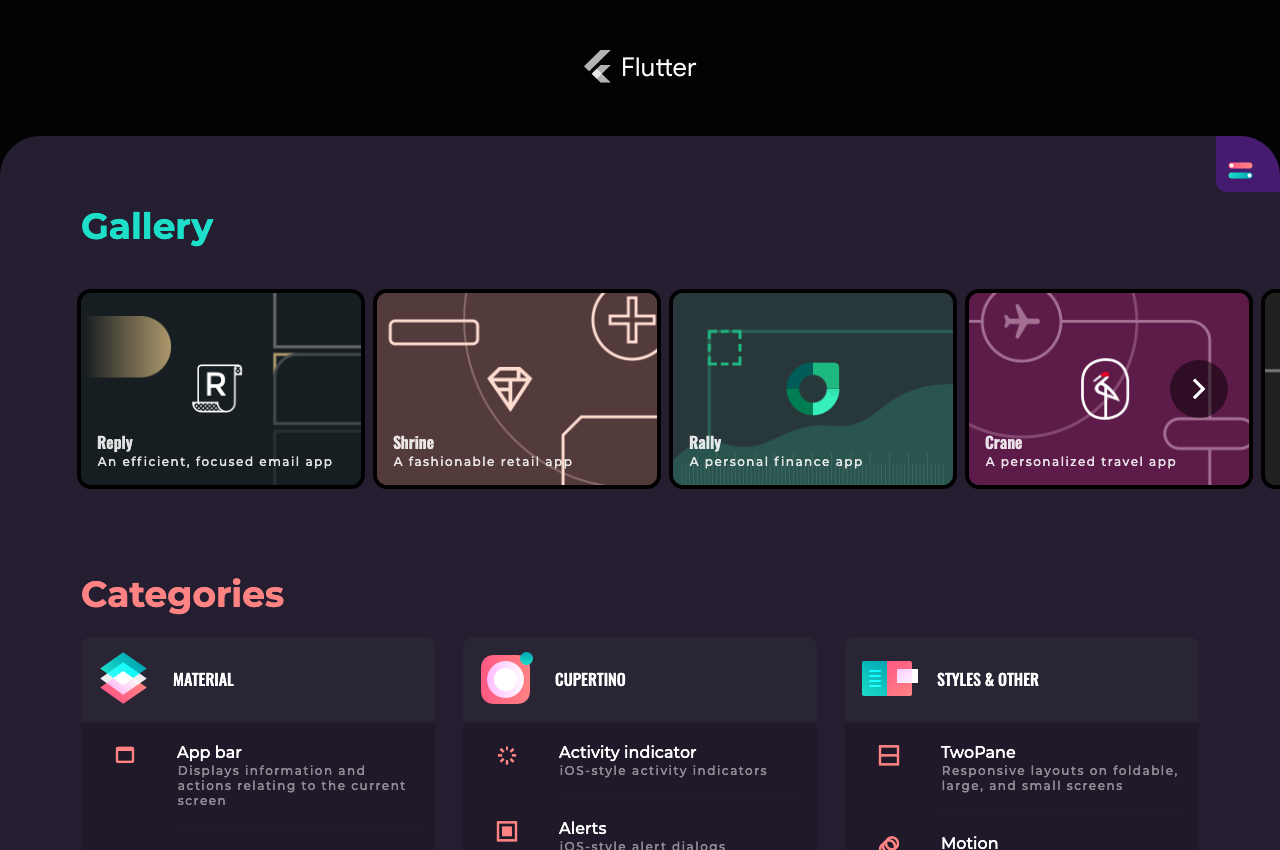 Flutter
Gallery
Reply
An efficient, focused email app
Shrine
A fashionable retail app
Rally
A personal finance app
Crane
A personalized travel app
Categories
MATERIAL
App bar
Displays information and
actions relating to the current
screen
CUPERTINO
Activity indicator
iOS-style activity indicators
Alerts
iOS-style alert dialogs
STYLES & OTHER
TwoPane
Responsive layouts on foldable,
large, and small screens
Motion